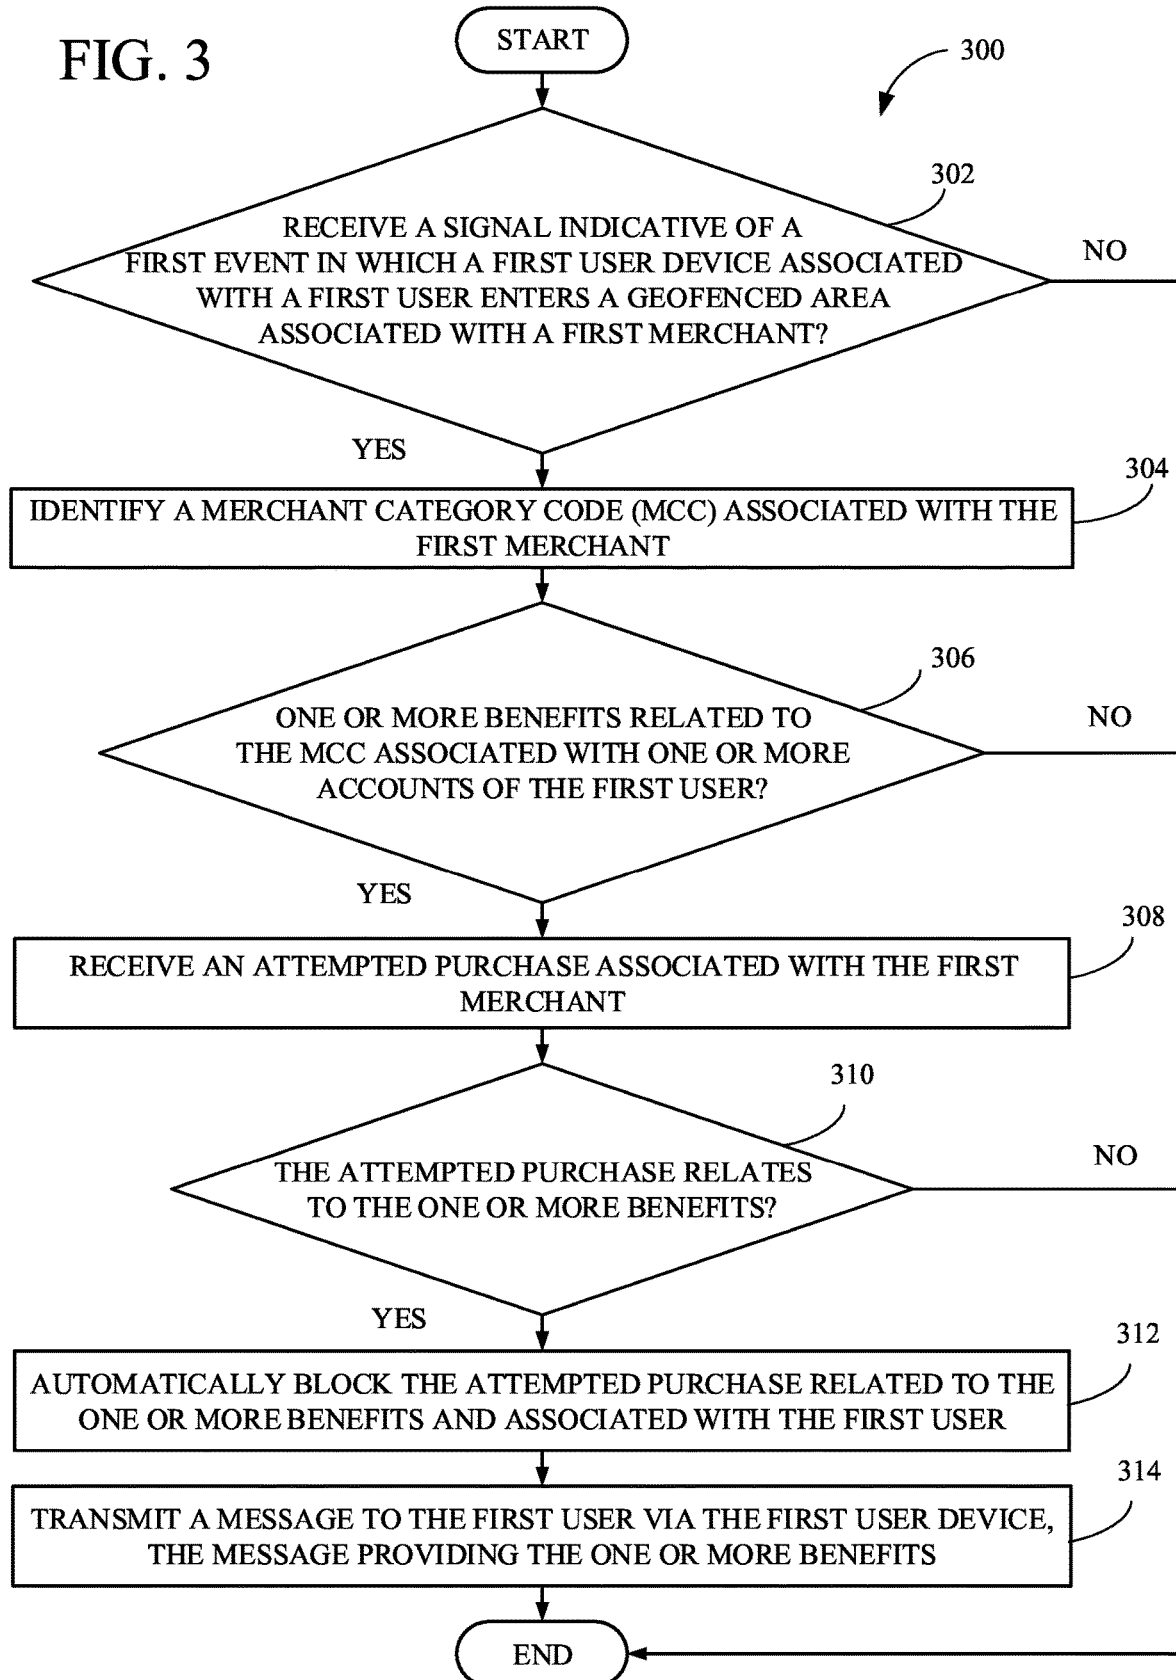 FIG. 3
START
300
302
RECEIVE A SIGNAL INDICATIVE OF A
FIRST EVENT IN WHICH A FIRST USER DEVICE ASSOCIATED
WITH A FIRST USER ENTERS A GEOFENCED AREA
ASSOCIATED WITH A FIRST MERCHANT?
NO
YES
304
IDENTIFY A MERCHANT CATEGORY CODE (MCC) ASSOCIATED WITH THE
FIRST MERCHANT
306
ONE OR MORE BENEFITS RELATED TO
THE MCC ASSOCIATED WITH ONE OR MORE
ACCOUNTS OF THE FIRST USER?
NO
YES
308
RECEIVE AN ATTEMPTED PURCHASE ASSOCIATED WITH THE FIRST
MERCHANT
310
THE ATTEMPTED PURCHASE RELATES
TO THE ONE OR MORE BENEFITS?
NO
YES
312
AUTOMATICALLY BLOCK THE ATTEMPTED PURCHASE RELATED TO THE
ONE OR MORE BENEFITS AND ASSOCIATED WITH THE FIRST USER
314
TRANSMIT A MESSAGE TO THE FIRST USER VIA THE FIRST USER DEVICE,
THE MESSAGE PROVIDING THE ONE OR MORE BENEFITS
END